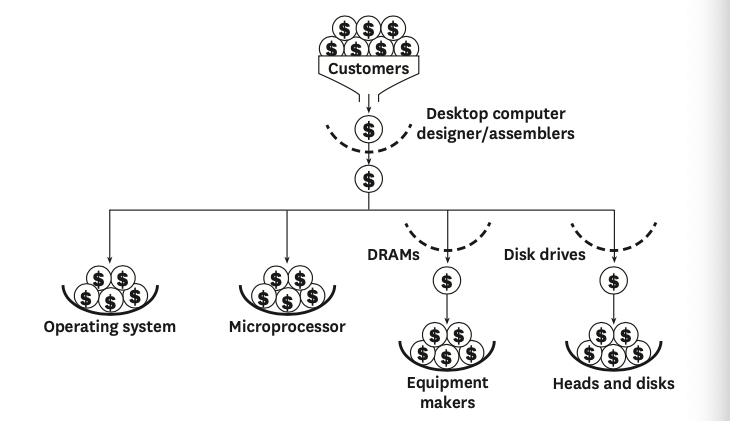 $ $ $
$ $ $ $
Customers
Desktop computer
$
designer/assemblers
$
DRAMs
Disk drives
$ $
$ $
$
$
$ $ $
$ $ $
Operating system
Microprocessor
$ $
$ $
$ $ $
$ $ $
Equipment
makers
Heads and disks